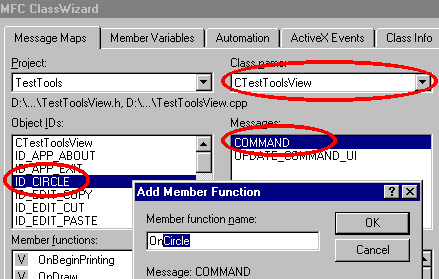 MFC ClassWizard
Message Maps Member Variables Automation ActiveX Events Class Info
Project: Class name:
TestTools CTestToolsView
D:\...\TestToolsView.h, D:\...\TestToolsView.cpp
Object IDs: Messages:
CTestToolsView COMMAND
ID_APP_ABOUT UPDATE_COMMAND_UI
ID_APP_EXIT
ID_CIRCLE
ID_EDIT_COPY
ID_EDIT_CUT
ID_EDIT_PASTE
Add Member Function
Member function name:
OnCircle
OK
Cancel
Message: COMMAND
Member functions:
V OnBeginPrinting
V OnDraw